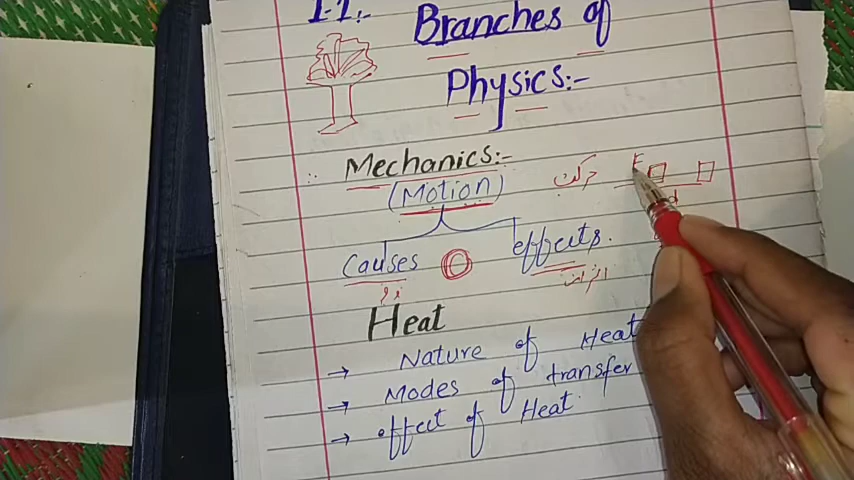 1.1:-
Branches of
Physics:-
Mechanics:-
(Motion) حرکت
F
d
Causes effects.
اثرات
Heat
→ Nature of Heat
→ Modes of transfer
→ effect of Heat